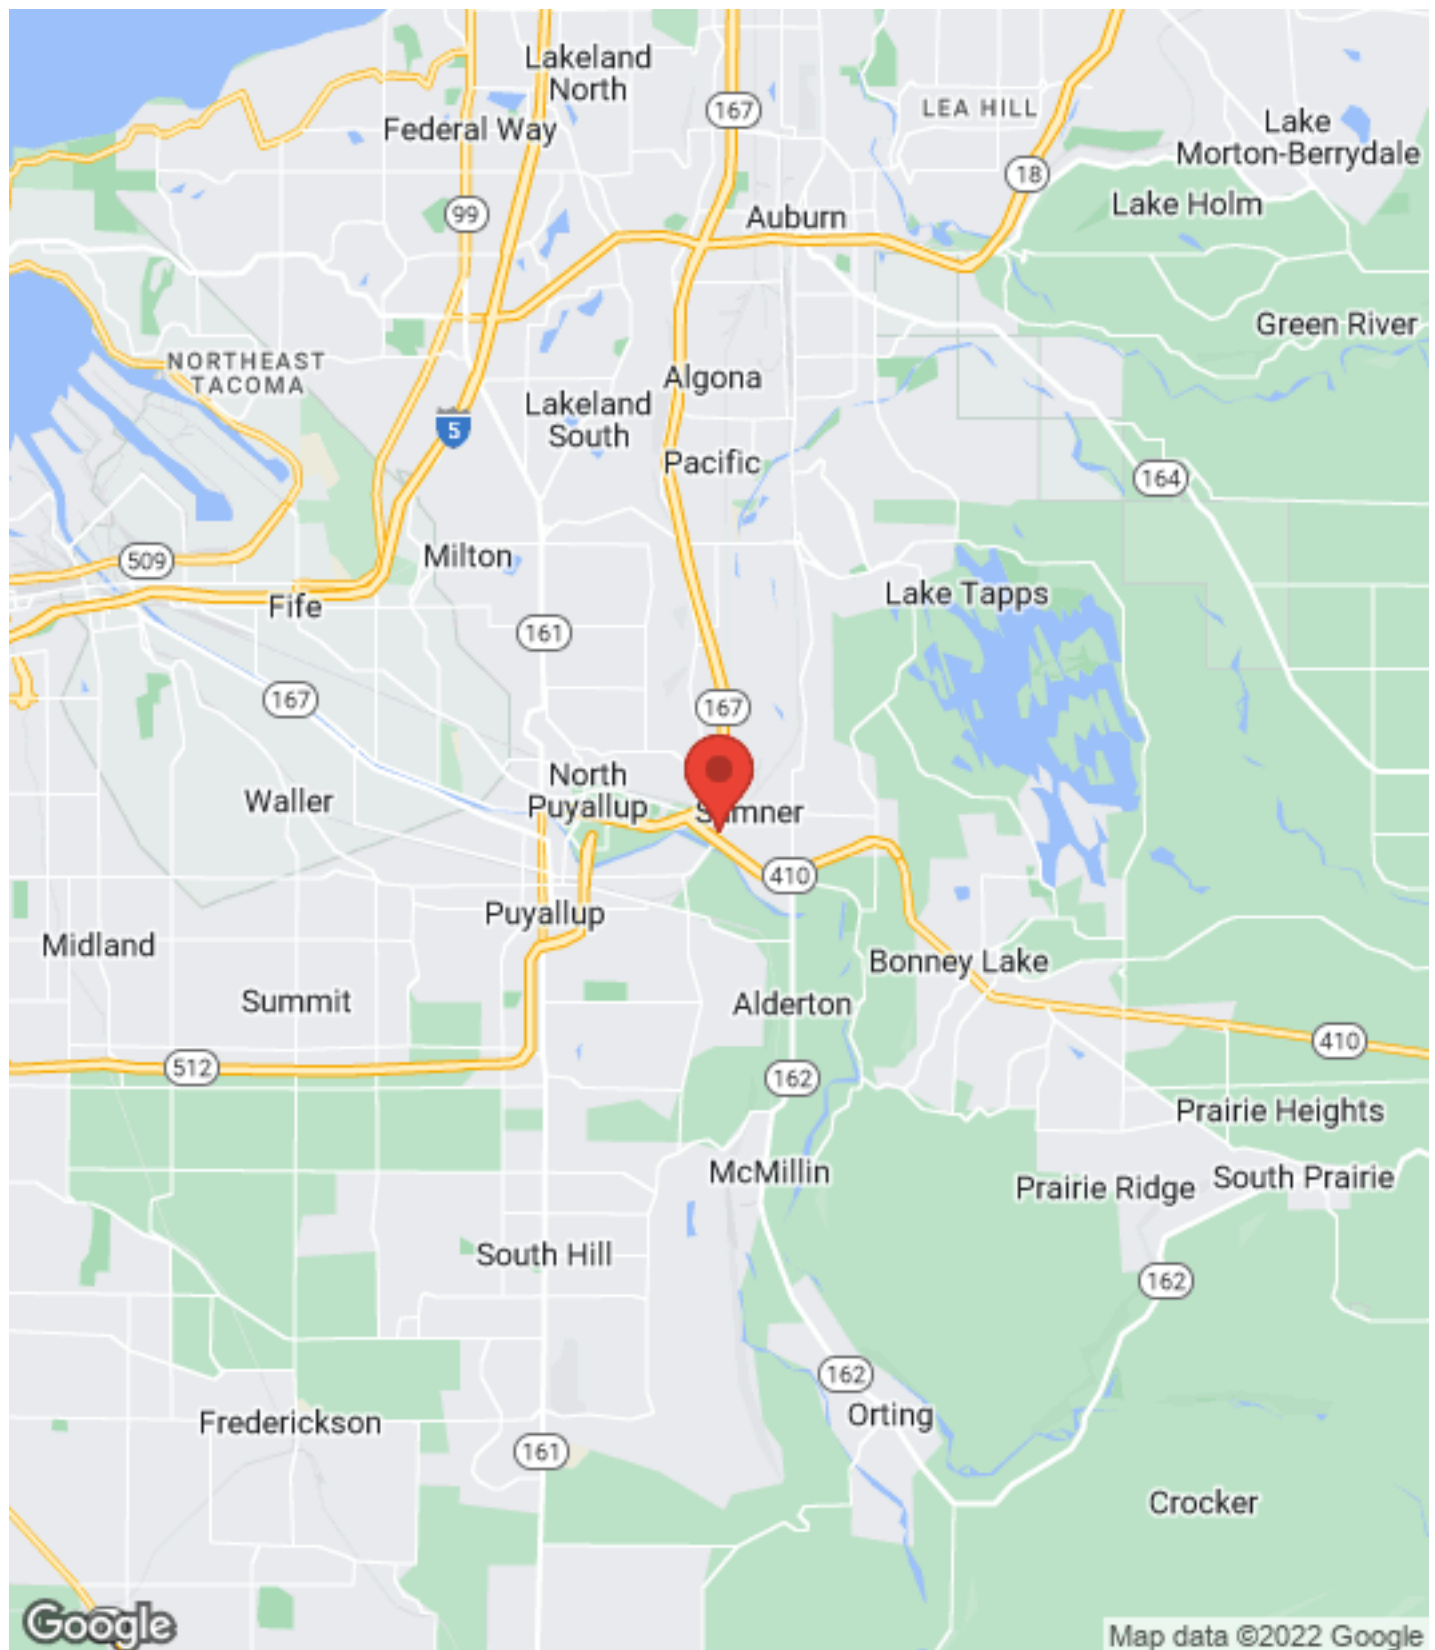 Lakeland
North
Federal Way
167
LEA HILL
Lake
Morton-Berrydale
18
Lake Holm
99
Auburn
Green River
NORTHEAST
TACOMA
Algona
5
Lakeland
South
Pacific
164
509
Milton
Lake Tapps
Fife
161
167
167
North
Puyallup
Waller
Sumner
410
Puyallup
Midland
Bonney Lake
Summit
Alderton
410
512
162
Prairie Heights
McMillin
Prairie Ridge
South Prairie
South Hill
162
162
Orting
Frederickson
161
Crocker
Google
Map data ©2022 Google